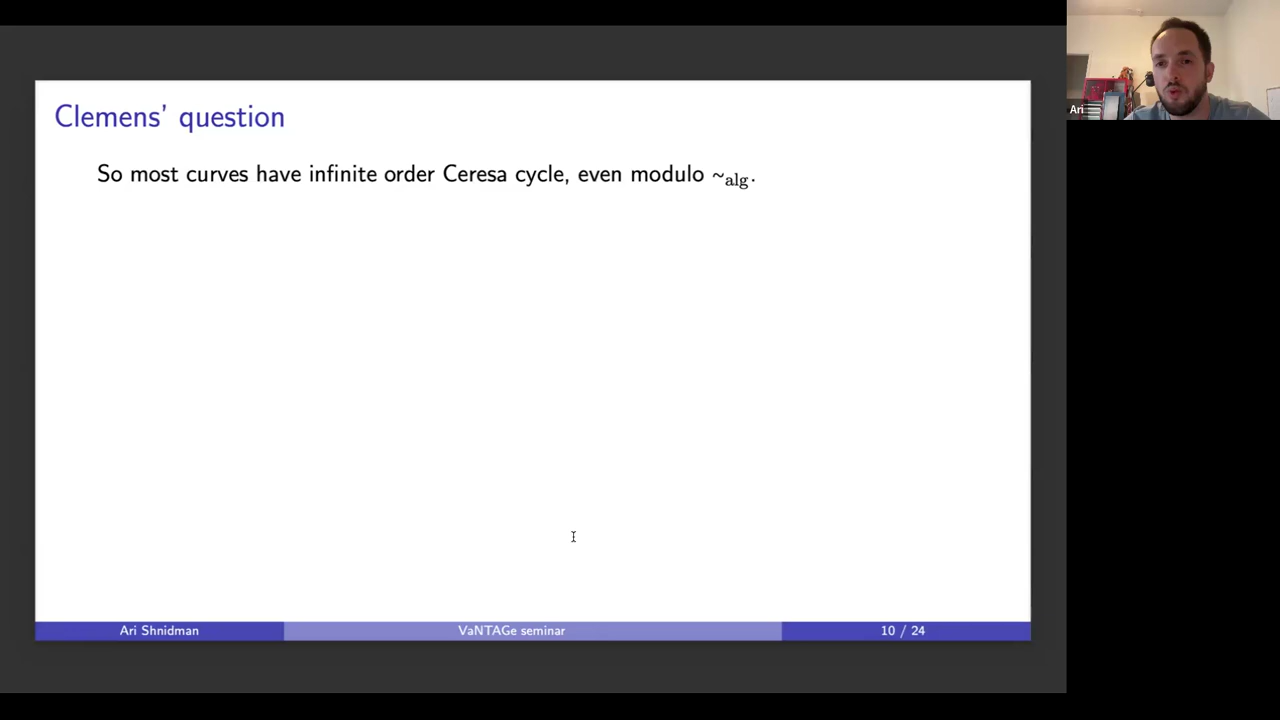 Clemens' question
So most curves have infinite order Ceresa cycle, even modulo ~alg.
Ari
Ari Shnidman
VaNTAGe seminar
10 / 24